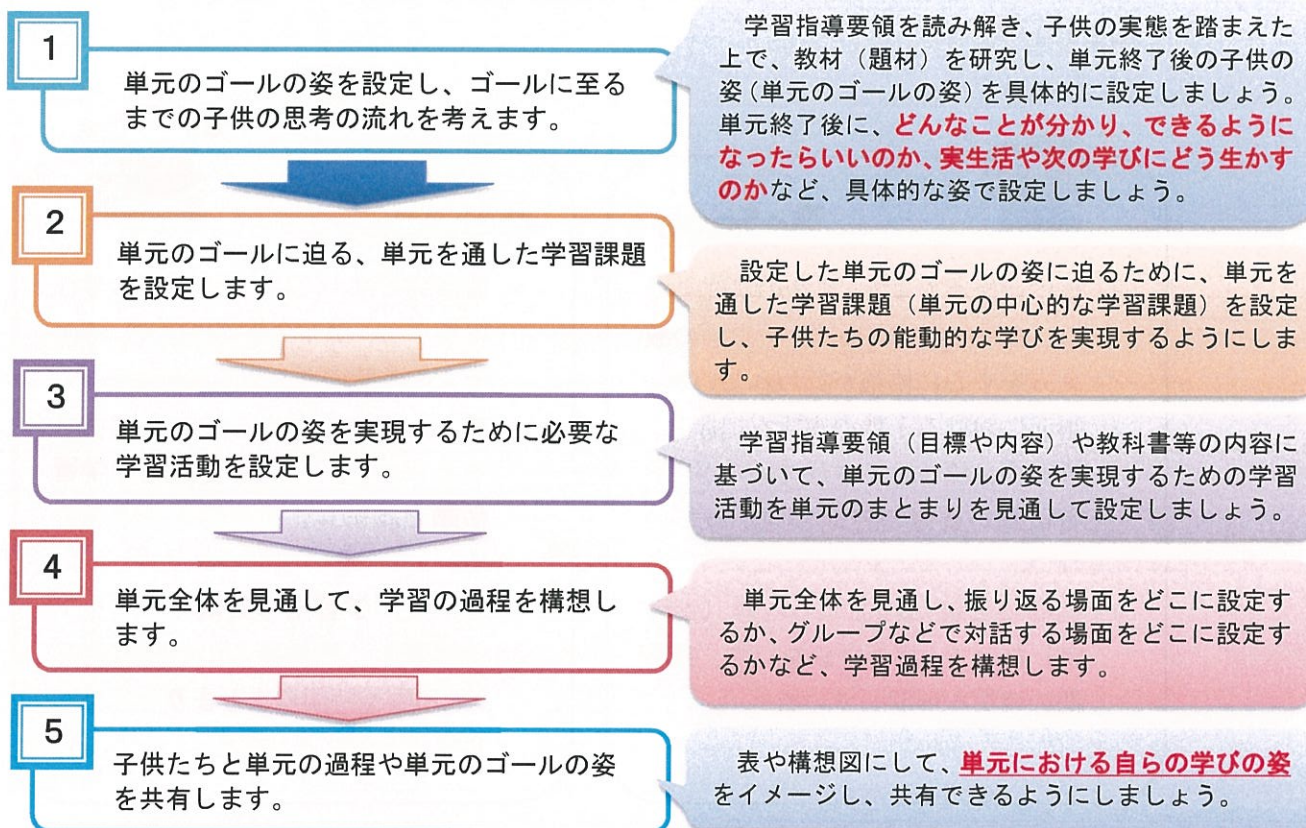 1
単元のゴールの姿を設定し、ゴールに至る
までの子供の思考の流れを考えます。
学習指導要領を読み解き、子供の実態を踏まえた
上で、教材（題材）を研究し、単元終了後の子供の
姿（単元のゴールの姿）を具体的に設定しましょう。
単元終了後に、どんなことが分かり、できるように
なったらいいのか、実生活や次の学びにどう生かす
のかなど、具体的な姿で設定しましょう。
2
単元のゴールに迫る、単元を通した学習課題
を設定します。
設定した単元のゴールの姿に迫るために、単元を
通した学習課題（単元の中心的な学習課題）を設定
し、子供たちの能動的な学びを実現するようにしま
す。
3
単元のゴールの姿を実現するために必要な
学習活動を設定します。
学習指導要領（目標や内容）や教科書等の内容に
基づいて、単元のゴールの姿を実現するための学習
活動を単元のまとまりを見通して設定しましょう。
4
単元全体を見通して、学習の過程を構想し
ます。
単元全体を見通し、振り返る場面をどこに設定す
るか、グループなどで対話する場面をどこに設定す
るかなど、学習過程を構想します。
5
子供たちと単元の過程や単元のゴールの姿
を共有します。
表や構想図にして、単元における自らの学びの姿
をイメージし、共有できるようにしましょう。